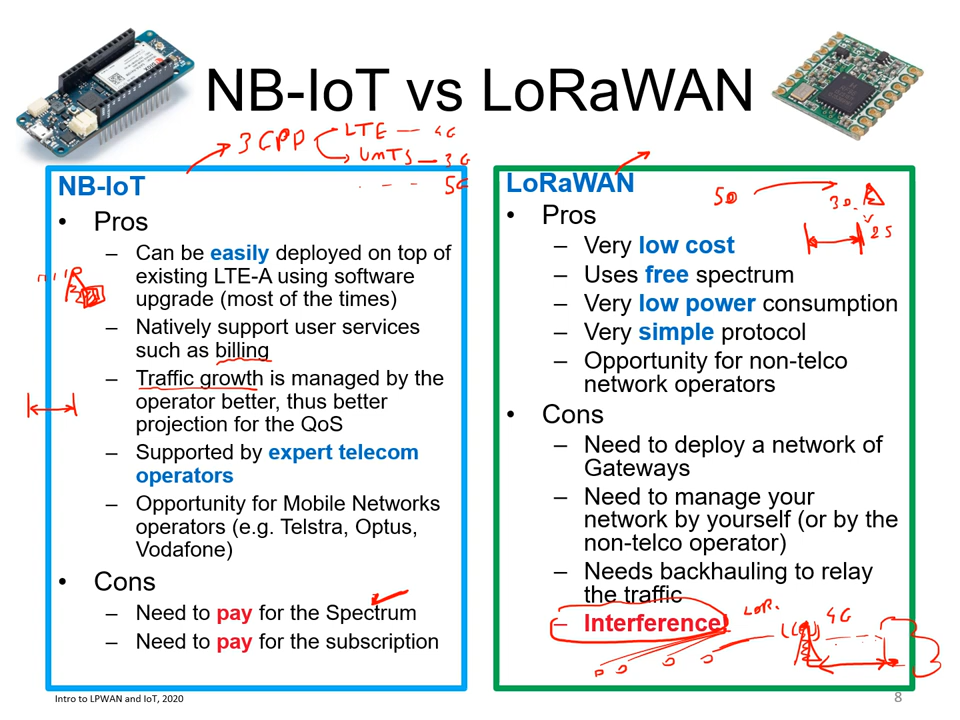 NB-IoT vs LoRaWAN
3GPP
LTE — 4G
UMTS — 3G
5G
NB-IoT
• Pros
– Can be easily deployed on top of
existing LTE-A using software
upgrade (most of the times)
– Natively support user services
such as billing
– Traffic growth is managed by the
operator better, thus better
projection for the QoS
– Supported by expert telecom
operators
– Opportunity for Mobile Networks
operators (e.g. Telstra, Optus,
Vodafone)
• Cons
– Need to pay for the Spectrum
– Need to pay for the subscription
LoRaWAN
50
30
25
• Pros
– Very low cost
– Uses free spectrum
– Very low power consumption
– Very simple protocol
– Opportunity for non-telco
network operators
• Cons
– Need to deploy a network of
Gateways
– Need to manage your
network by yourself (or by the
non-telco operator)
– Needs backhauling to relay
the traffic
– Interference!
LoR.
4G
Intro to LPWAN and IoT, 2020
8